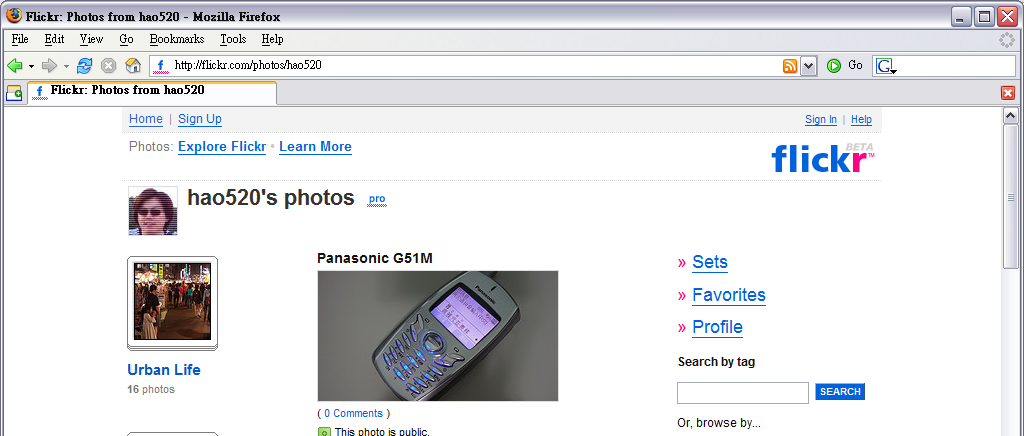 Flickr: Photos from hao520 - Mozilla Firefox
File Edit View Go Bookmarks Tools Help
http://flickr.com/photos/hao520 Go G
Flickr: Photos from hao520
Home | Sign Up Sign In | Help
Photos: Explore Flickr • Learn More
flickr™ BETA
hao520's photos pro
Panasonic G51M
Panasonic
Urban Life
16 photos
( 0 Comments )
This photo is public.
» Sets
» Favorites
» Profile
Search by tag
SEARCH
Or, browse by...